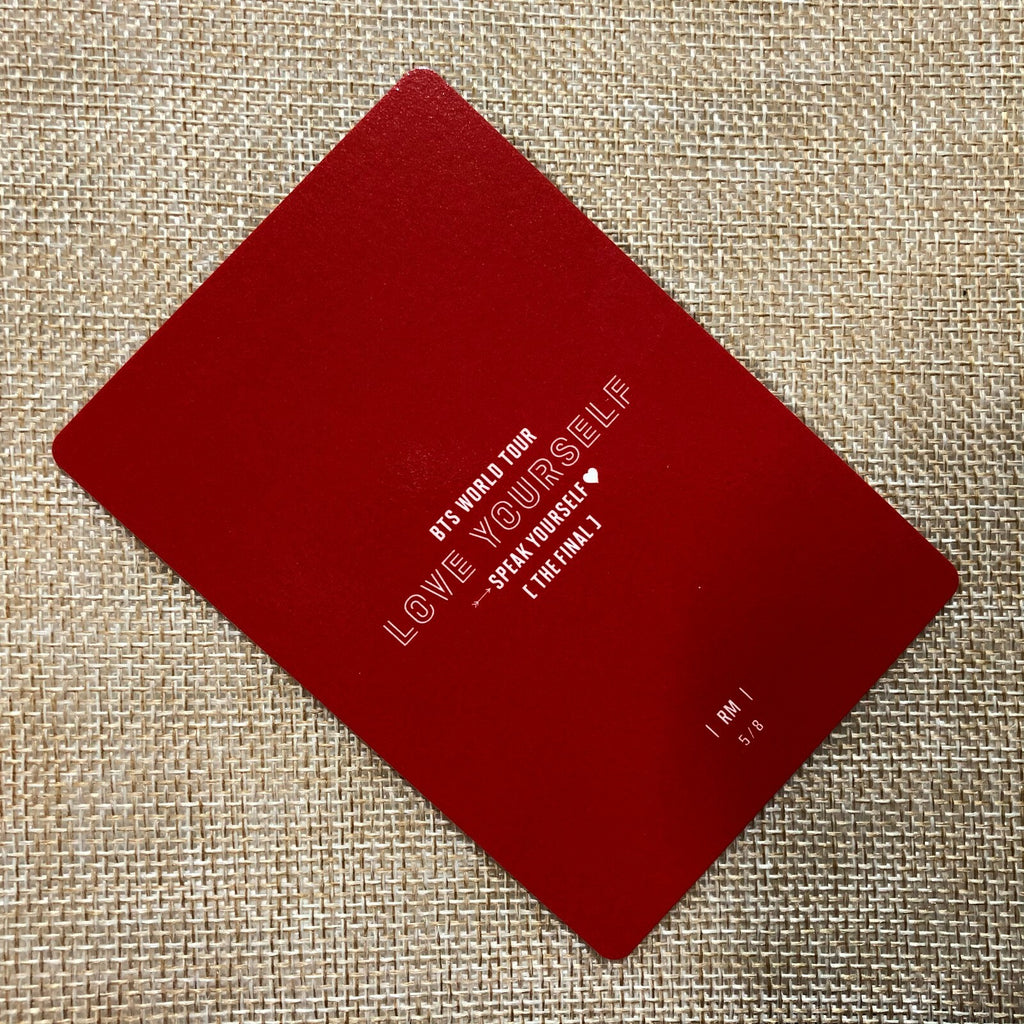 BTS WORLD TOUR
LOVE YOURSELF
SPEAK YOURSELF
[ THE FINAL ]
| RM |
5/8